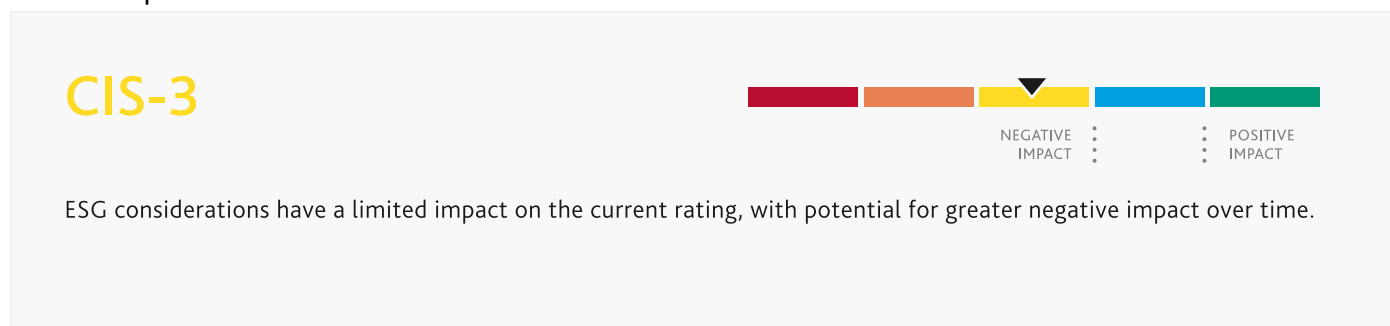 CIS-3
NEGATIVE
IMPACT
POSITIVE
IMPACT
ESG considerations have a limited impact on the current rating, with potential for greater negative impact over time.